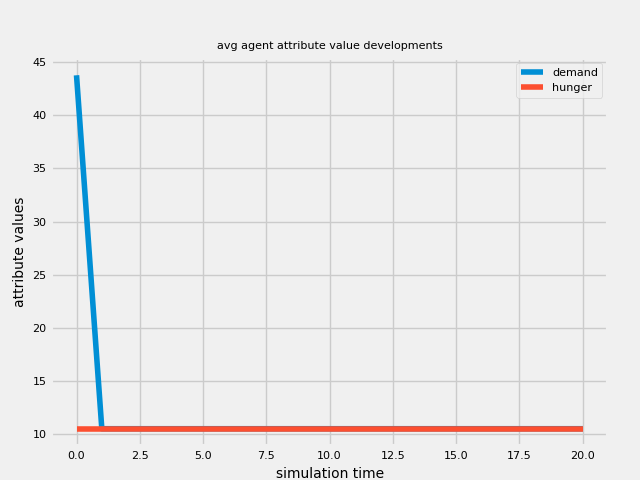 avg agent attribute value developments
demand
hunger
attribute values
45
40
35
30
25
20
15
10
0.0 2.5 5.0 7.5 10.0 12.5 15.0 17.5 20.0
simulation time